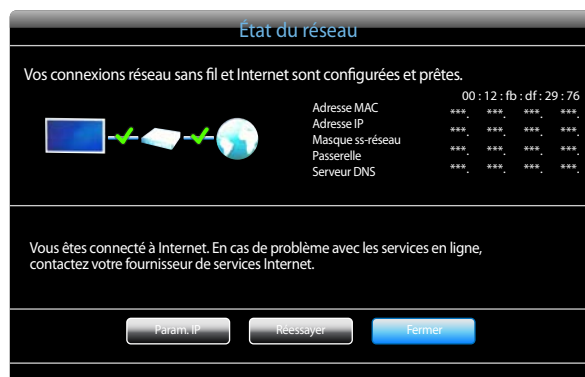 État du réseau
Vos connexions réseau sans fil et Internet sont configurées et prêtes.
Adresse MAC 00 : 12 : fb : df : 29 : 76
Adresse IP ***. ***. ***. ***.
Masque ss-réseau ***. ***. ***. ***.
Passerelle ***. ***. ***. ***.
Serveur DNS ***. ***. ***. ***.
Vous êtes connecté à Internet. En cas de problème avec les services en ligne,
contactez votre fournisseur de services Internet.
Param. IP Réessayer Fermer